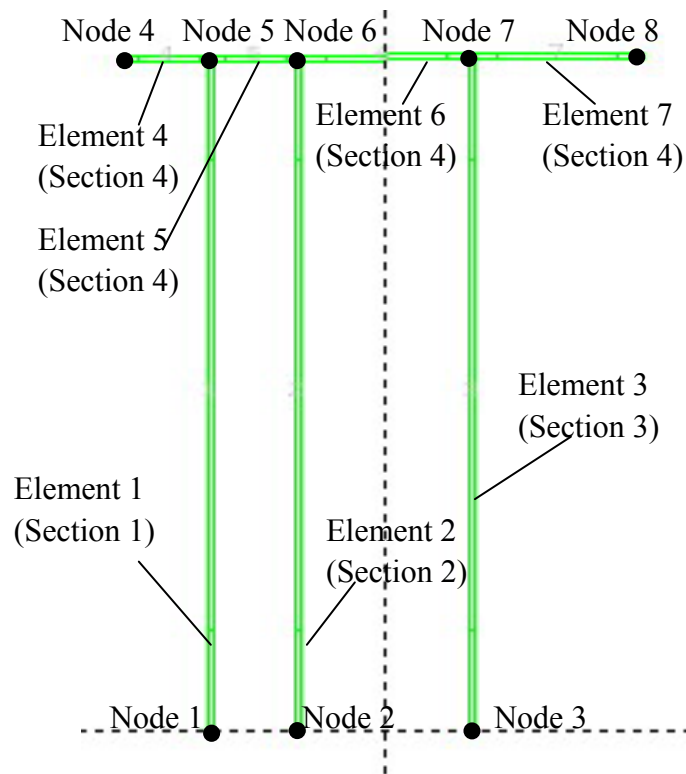 Node 4 Node 5 Node 6 Node 7 Node 8
Element 4
(Section 4)
Element 5
(Section 4)
Element 6
(Section 4)
Element 7
(Section 4)
Element 3
(Section 3)
Element 1
(Section 1)
Element 2
(Section 2)
Node 1 Node 2 Node 3